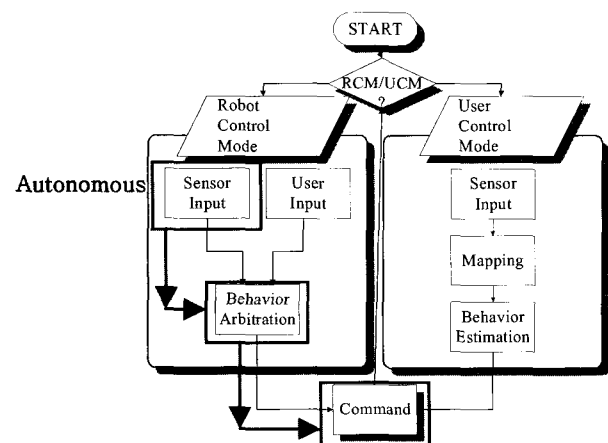 START
RCM/UCM
?
Robot
Control
Mode
User
Control
Mode
Autonomous
Sensor
Input
User
Input
Behavior
Arbitration
Sensor
Input
Mapping
Behavior
Estimation
Command